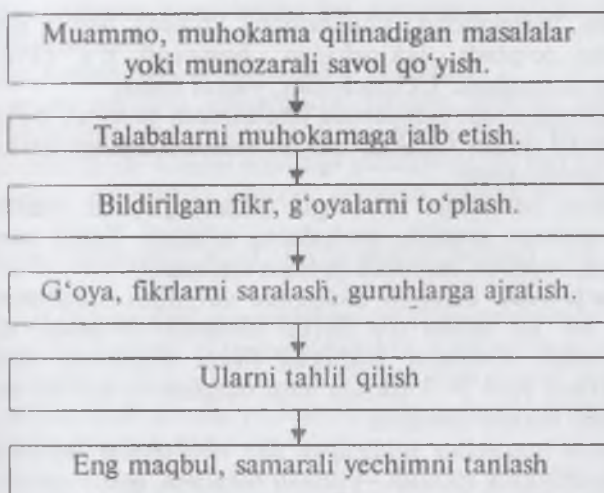 Muammo, muhokama qilinadigan masalalar
yoki munozarali savol qo‘yish.
Talabalarni muhokamaga jalb etish.
Bildirilgan fikr, g‘oyalarni to‘plash.
G‘oya, fikrlarni saralash, guruhlarga ajratish.
Ularni tahlil qilish
Eng maqbul, samarali yechimni tanlash